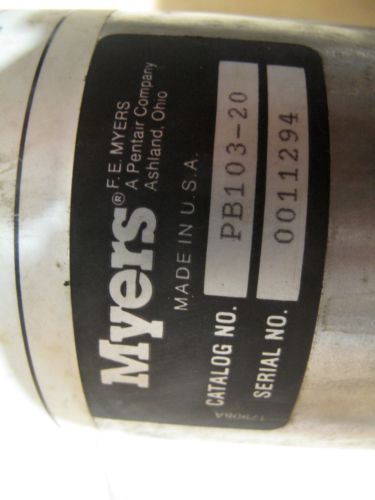 Myers® F. E. MYERS
A Pentair Company
Ashland, Ohio
MADE IN U.S.A.
CATALOG NO. PB103-20
SERIAL NO. 0011294